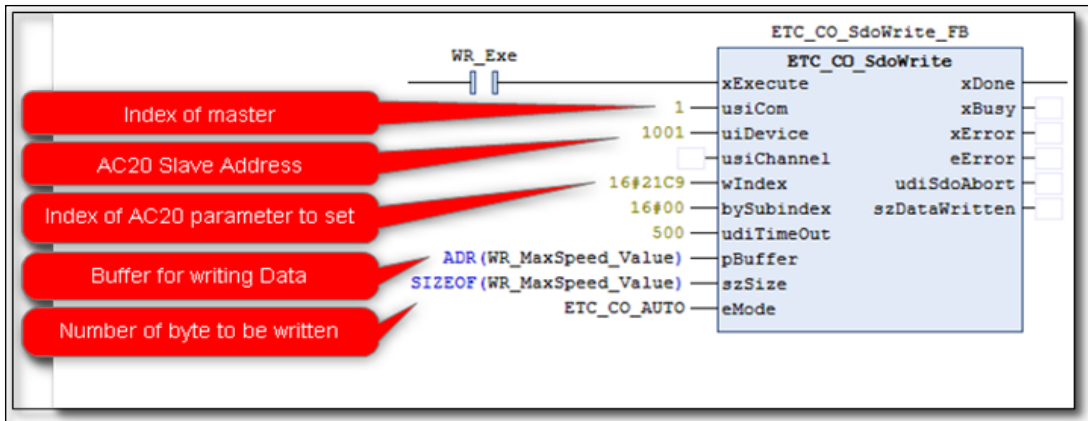 ETC_CO_SdoWrite_FB
WR_Exe
ETC_CO_SdoWrite
xExecute xDone
Index of master
1 usiCom xBusy
1001 uiDevice xError
AC20 Slave Address
usiChannel eError
16#21C9 wIndex udiSdoAbort
Index of AC20 parameter to set
16#00 bySubindex szDataWritten
500 udiTimeOut
Buffer for writing Data
ADR(WR_MaxSpeed_Value) pBuffer
SIZEOF(WR_MaxSpeed_Value) szSize
ETC_CO_AUTO eMode
Number of byte to be written